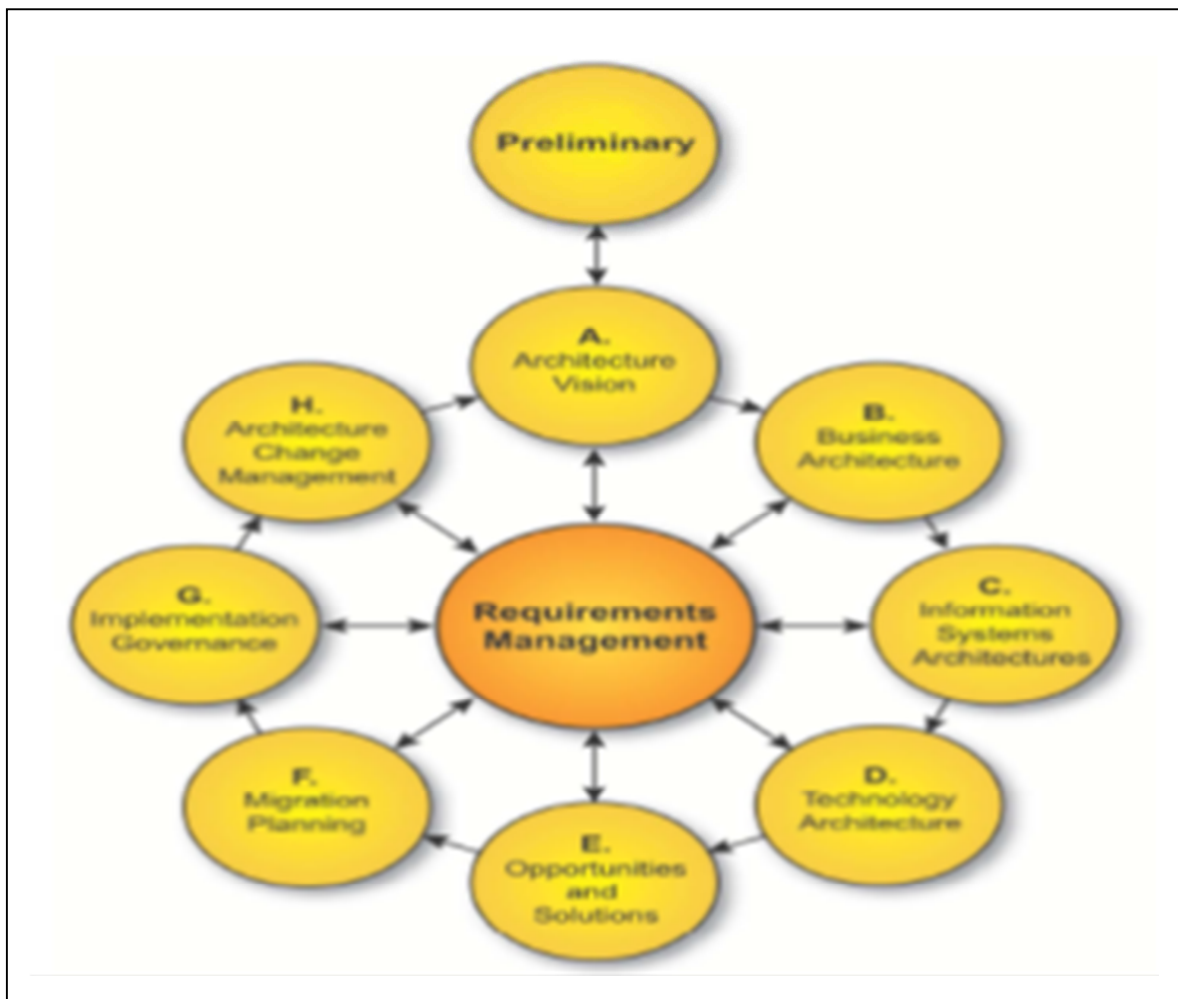 Preliminary
A.
Architecture
Vision
B.
Business
Architecture
C.
Information
Systems
Architectures
D.
Technology
Architecture
E.
Opportunities
and
Solutions
F.
Migration
Planning
G.
Implementation
Governance
H.
Architecture
Change
Management
Requirements
Management